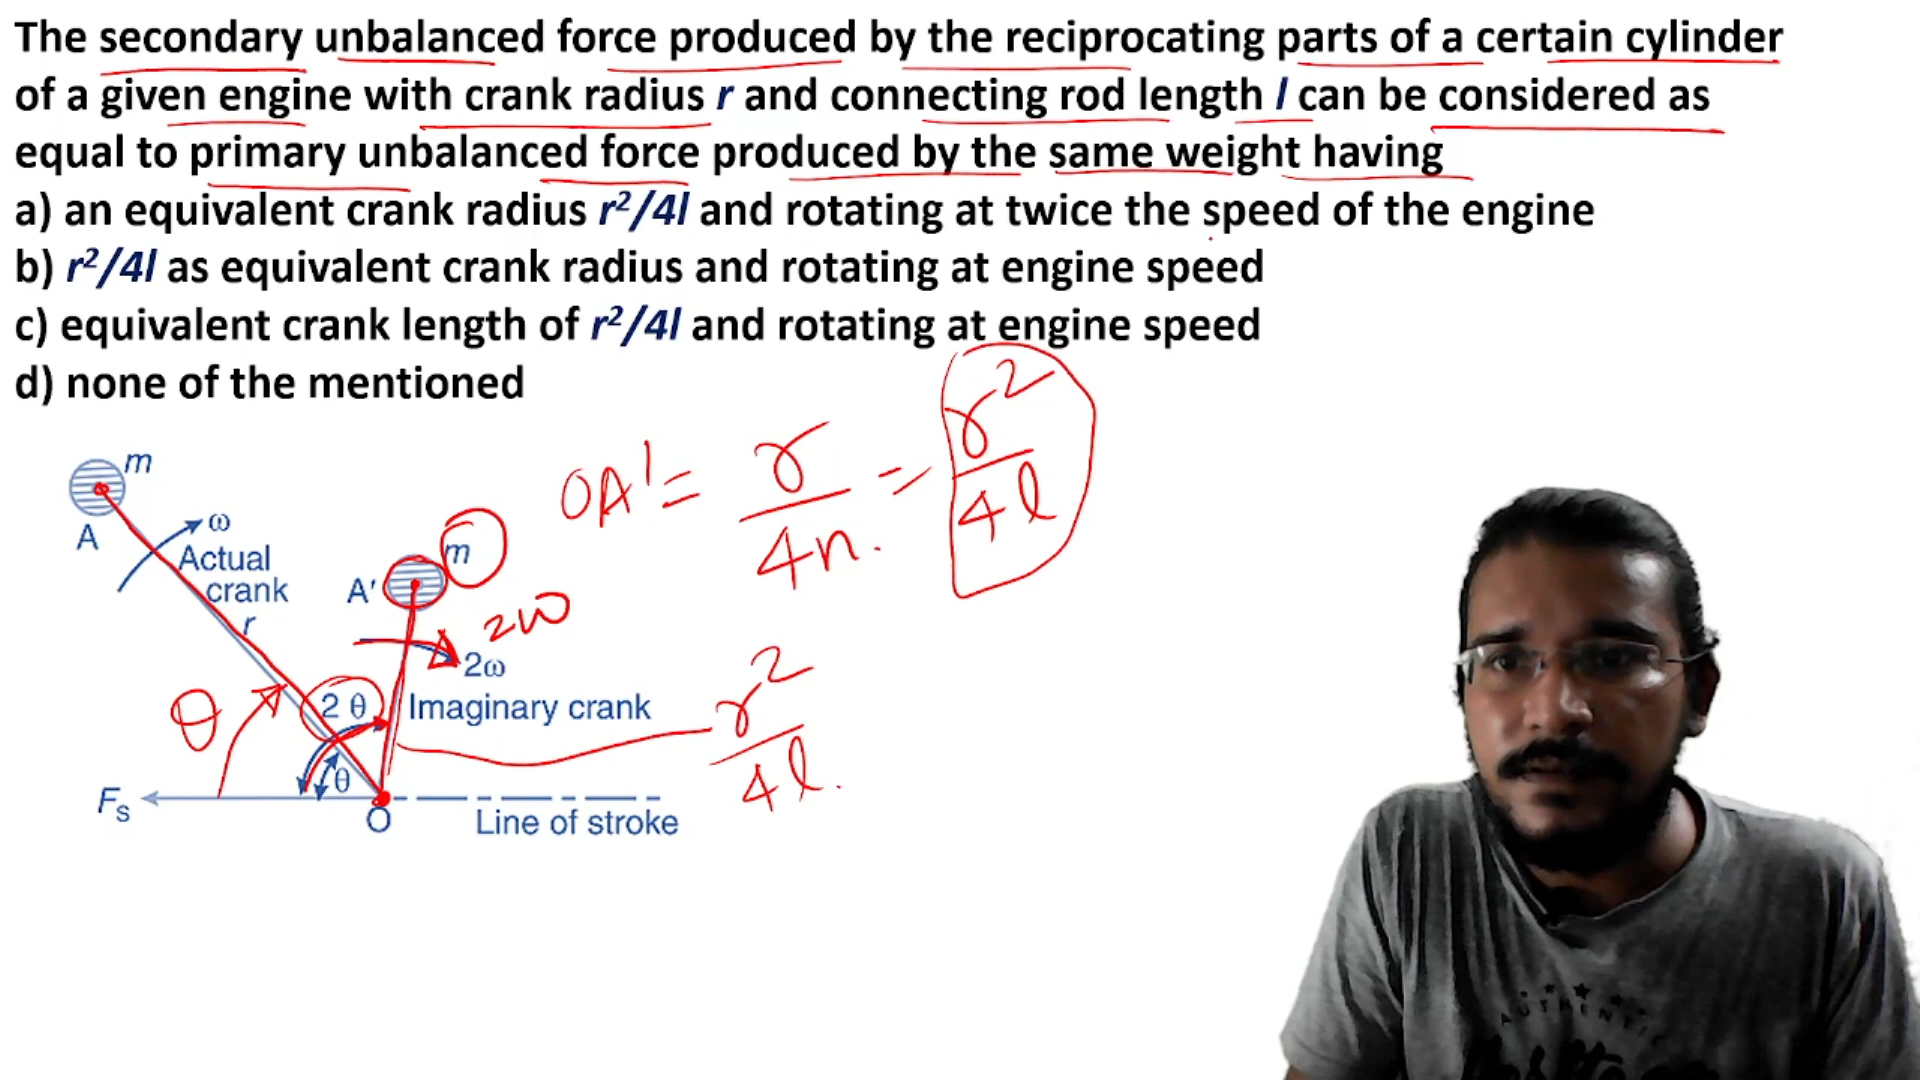 The secondary unbalanced force produced by the reciprocating parts of a certain cylinder
of a given engine with crank radius r and connecting rod length l can be considered as
equal to primary unbalanced force produced by the same weight having
a) an equivalent crank radius r²/4l and rotating at twice the speed of the engine
b) r²/4l as equivalent crank radius and rotating at engine speed
c) equivalent crank length of r²/4l and rotating at engine speed
d) none of the mentioned
OA' = r/4n. = r²/4l
m
A
ω
Actual
crank
r
A'
m
2ω
2ω
θ
2 θ
Imaginary crank
r²/4l.
θ
Fs
O
Line of stroke
AUTHENTIC